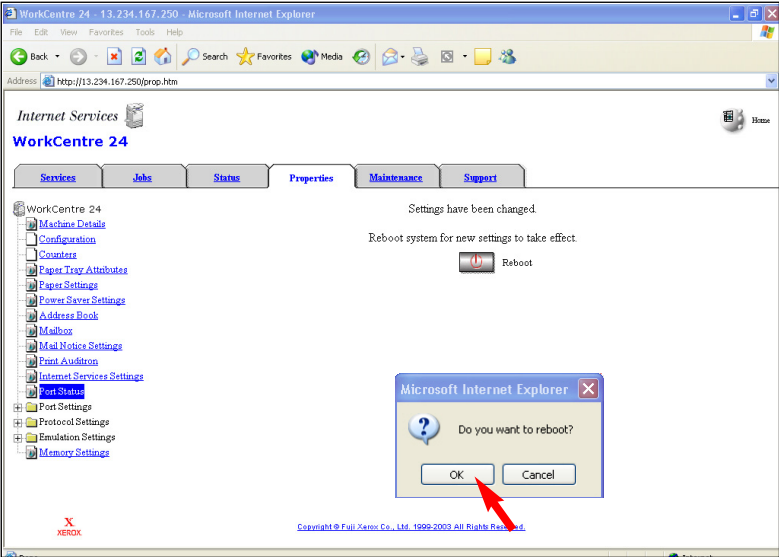 WorkCentre 24 - 13.234.167.250 - Microsoft Internet Explorer
File Edit View Favorites Tools Help
Back Search Favorites Media
Address http://13.234.167.250/prop.htm
Internet Services
Home
WorkCentre 24
Services Jobs Status Properties Maintenance Support
WorkCentre 24
Machine Details
Configuration
Counters
Paper Tray Attributes
Paper Settings
Power Saver Settings
Address Book
Mailbox
Mail Notice Settings
Print Auditron
Internet Services Settings
Port Status
Port Settings
Protocol Settings
Emulation Settings
Memory Settings
Settings have been changed.
Reboot system for new settings to take effect.
Reboot
Microsoft Internet Explorer
Do you want to reboot?
OK Cancel
X
XEROX
Copyright © Fuji Xerox Co., Ltd. 1999-2003 All Rights